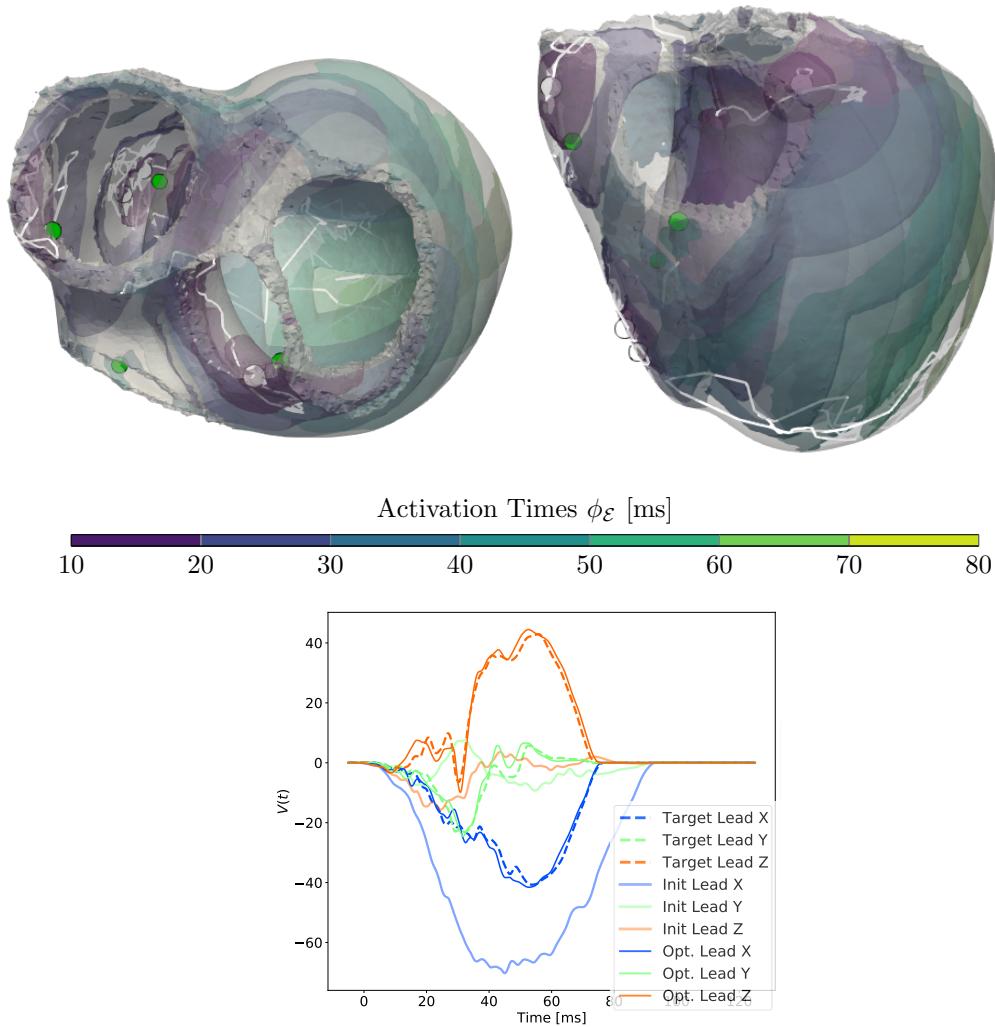 Activation Times ϕ_ℰ [ms]
10 20 30 40 50 60 70 80
40
20
0
−20
−40
−60
V(t)
Target Lead X
Target Lead Y
Target Lead Z
Init Lead X
Init Lead Y
Init Lead Z
Opt. Lead X
Opt. Lead Y
Opt. Lead Z
0 20 40 60 80 100 120
Time [ms]